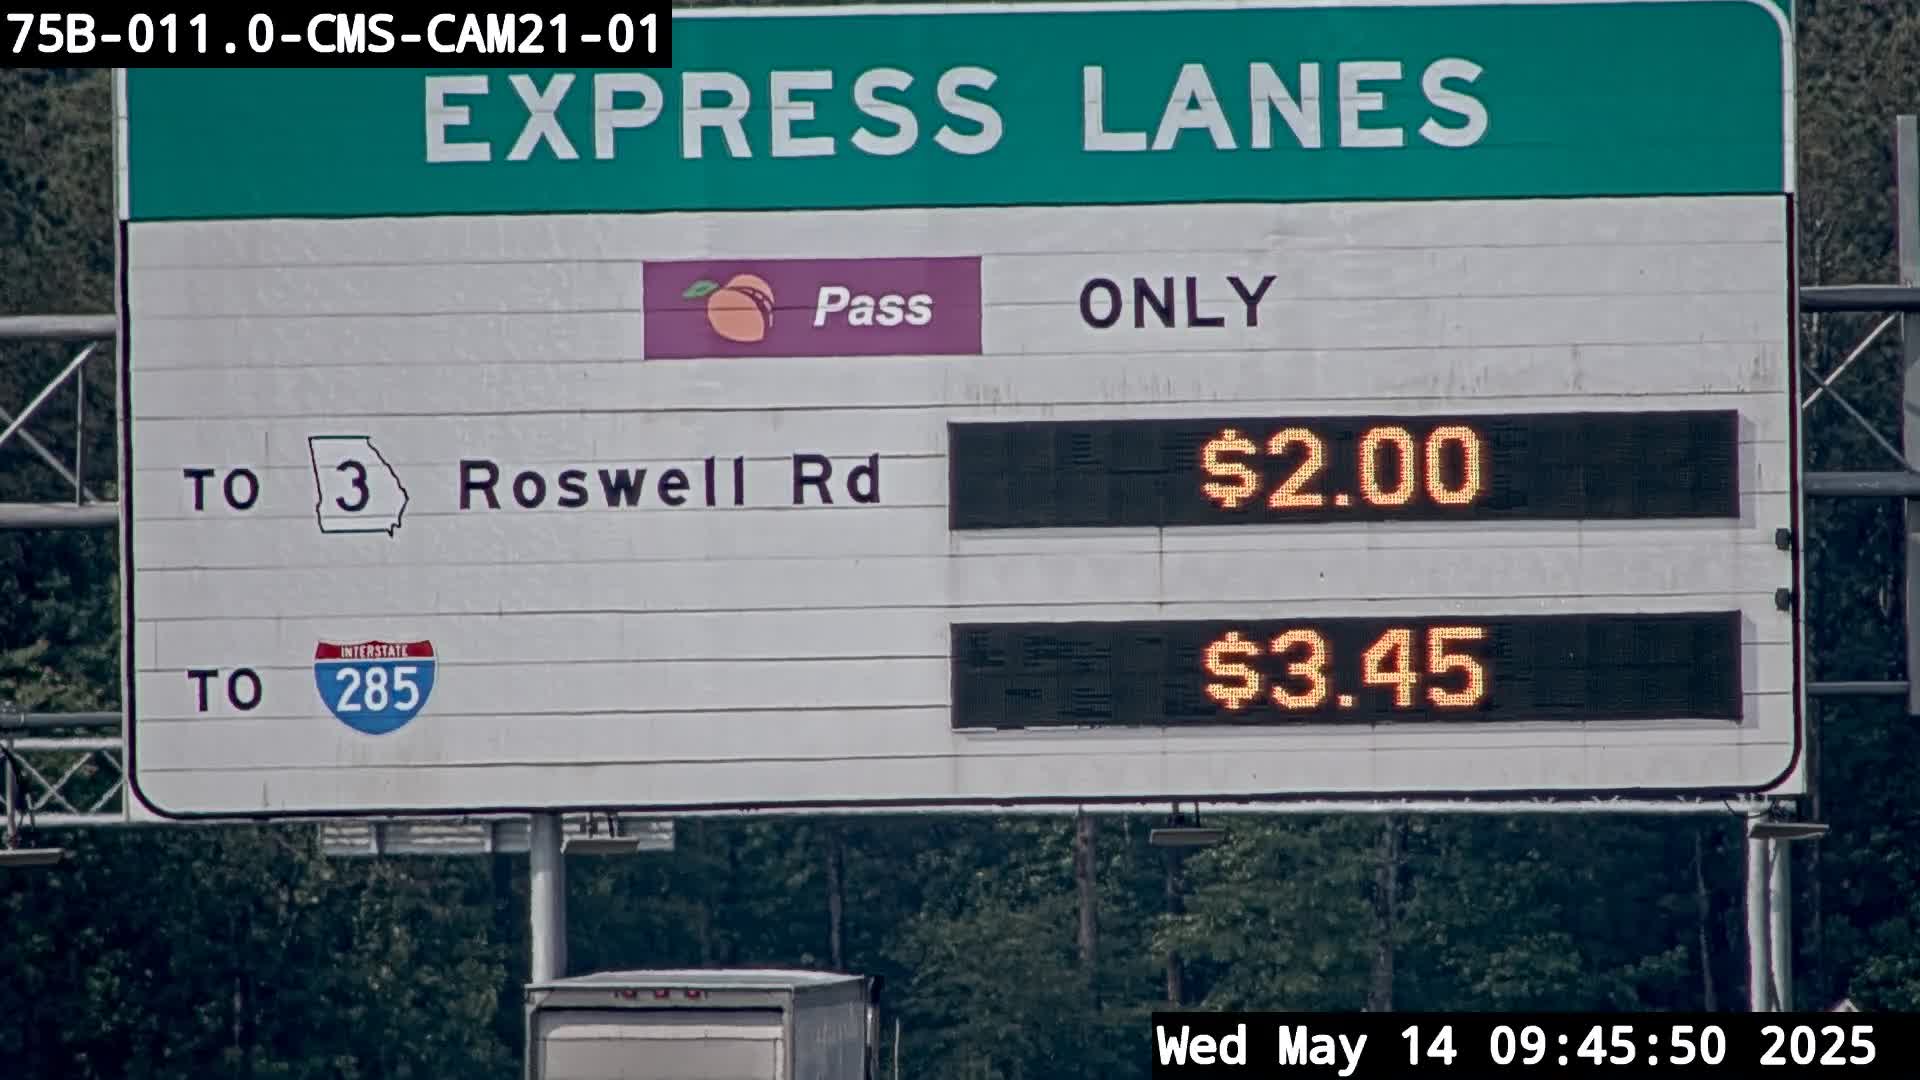 75B-011.0-CMS-CAM21-01
EXPRESS LANES
Pass ONLY
TO 3 Roswell Rd $2.00
TO INTERSTATE 285 $3.45
Wed May 14 09:45:50 2025